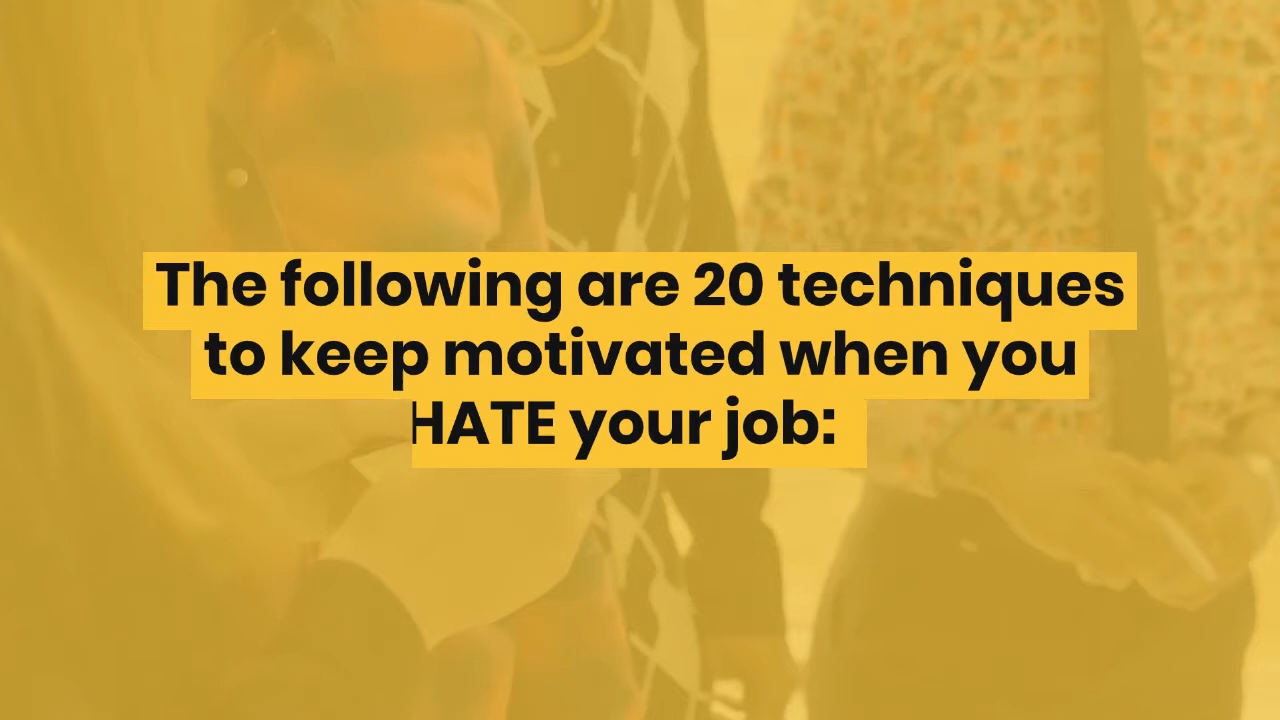 The following are 20 techniques
to keep motivated when you
HATE your job: